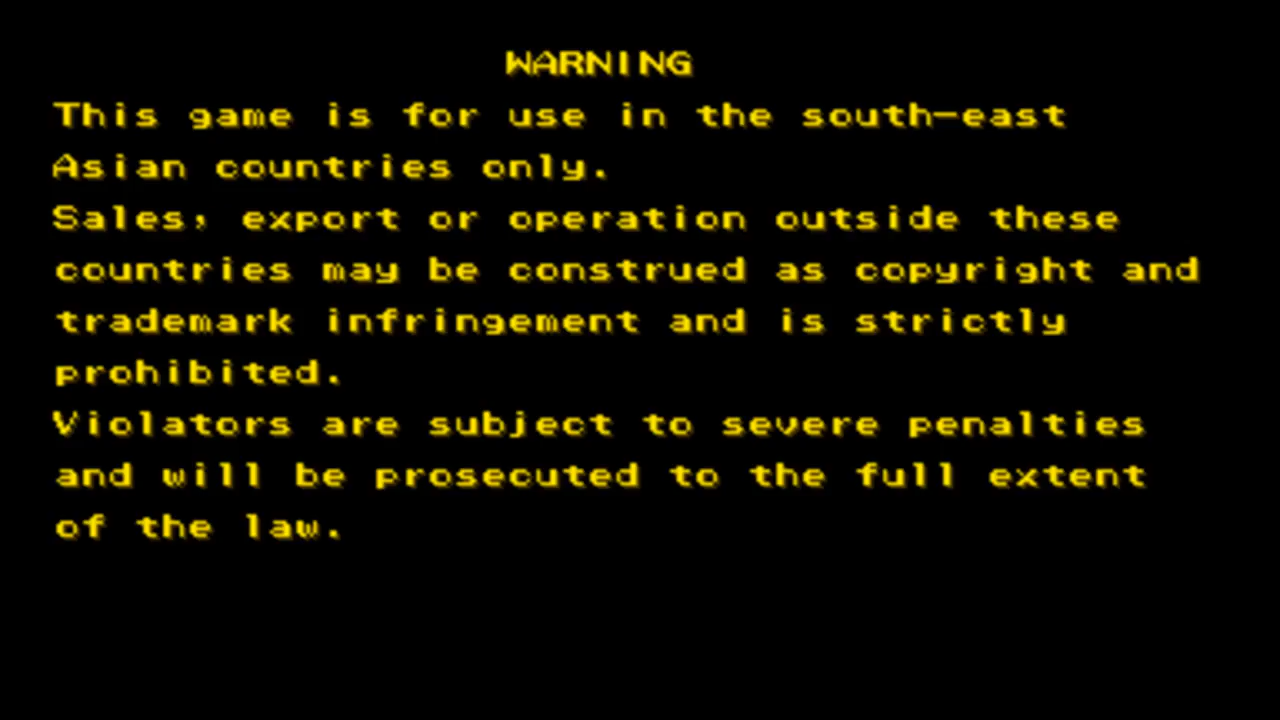 WARNING
This game is for use in the south-east
Asian countries only.
Sales, export or operation outside these
countries may be construed as copyright and
trademark infringement and is strictly
prohibited.
Violators are subject to severe penalties
and will be prosecuted to the full extent
of the law.